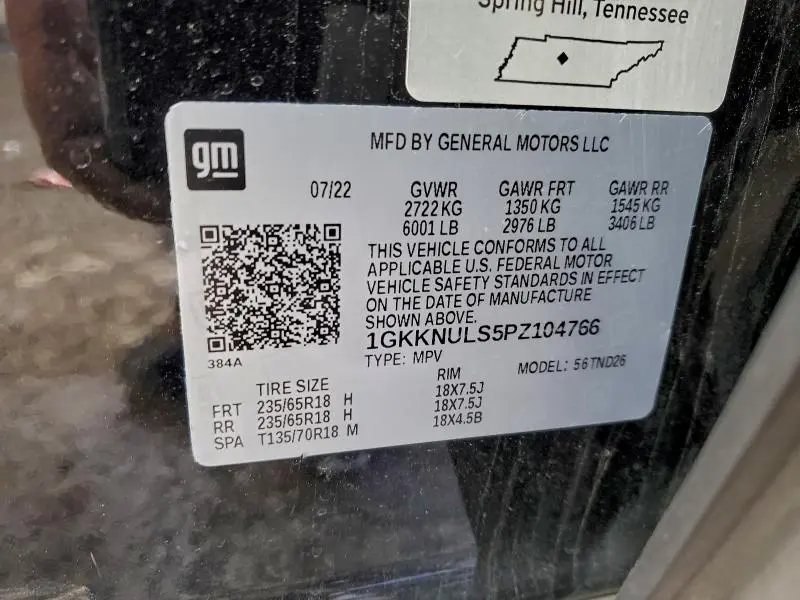 Spring Hill, Tennessee
gm
MFD BY GENERAL MOTORS LLC
07/22 GVWR GAWR FRT GAWR RR
2722 KG 1350 KG 1545 KG
6001 LB 2976 LB 3406 LB
THIS VEHICLE CONFORMS TO ALL
APPLICABLE U.S. FEDERAL MOTOR
VEHICLE SAFETY STANDARDS IN EFFECT
ON THE DATE OF MANUFACTURE
SHOWN ABOVE.
1GKKNULS5PZ104766
384A
TYPE: MPV MODEL: 56TND26
TIRE SIZE RIM
FRT 235/65R18 H 18X7.5J
RR 235/65R18 H 18X7.5J
SPA T135/70R18 M 18X4.5B